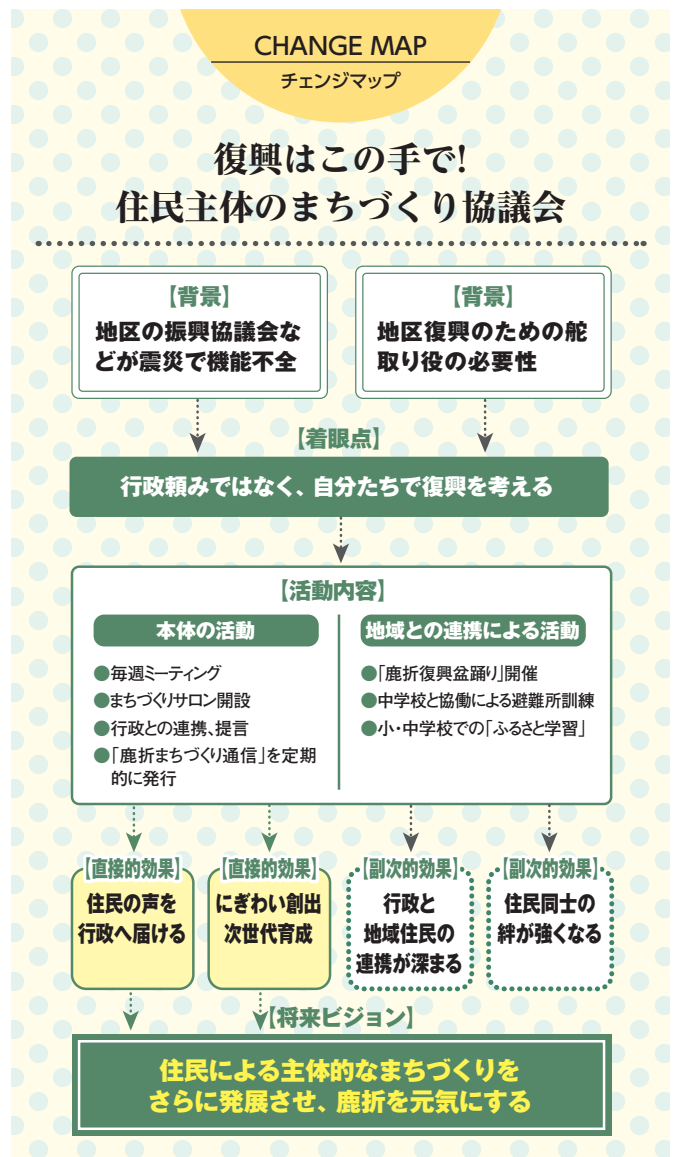 CHANGE MAP
チェンジマップ
復興はこの手で!
住民主体のまちづくり協議会
【背景】
地区の振興協議会な
どが震災で機能不全
【背景】
地区復興のための舵
取り役の必要性
【着眼点】
行政頼みではなく、自分たちで復興を考える
【活動内容】
本体の活動
●毎週ミーティング
●まちづくりサロン開設
●行政との連携、提言
●「鹿折まちづくり通信」を定期
的に発行
地域との連携による活動
●「鹿折復興盆踊り」開催
●中学校と協働による避難所訓練
●小・中学校での「ふるさと学習」
【直接的効果】
住民の声を
行政へ届ける
【直接的効果】
にぎわい創出
次世代育成
【副次的効果】
行政と
地域住民の
連携が深まる
【副次的効果】
住民同士の
絆が強くなる
【将来ビジョン】
住民による主体的なまちづくりを
さらに発展させ、鹿折を元気にする